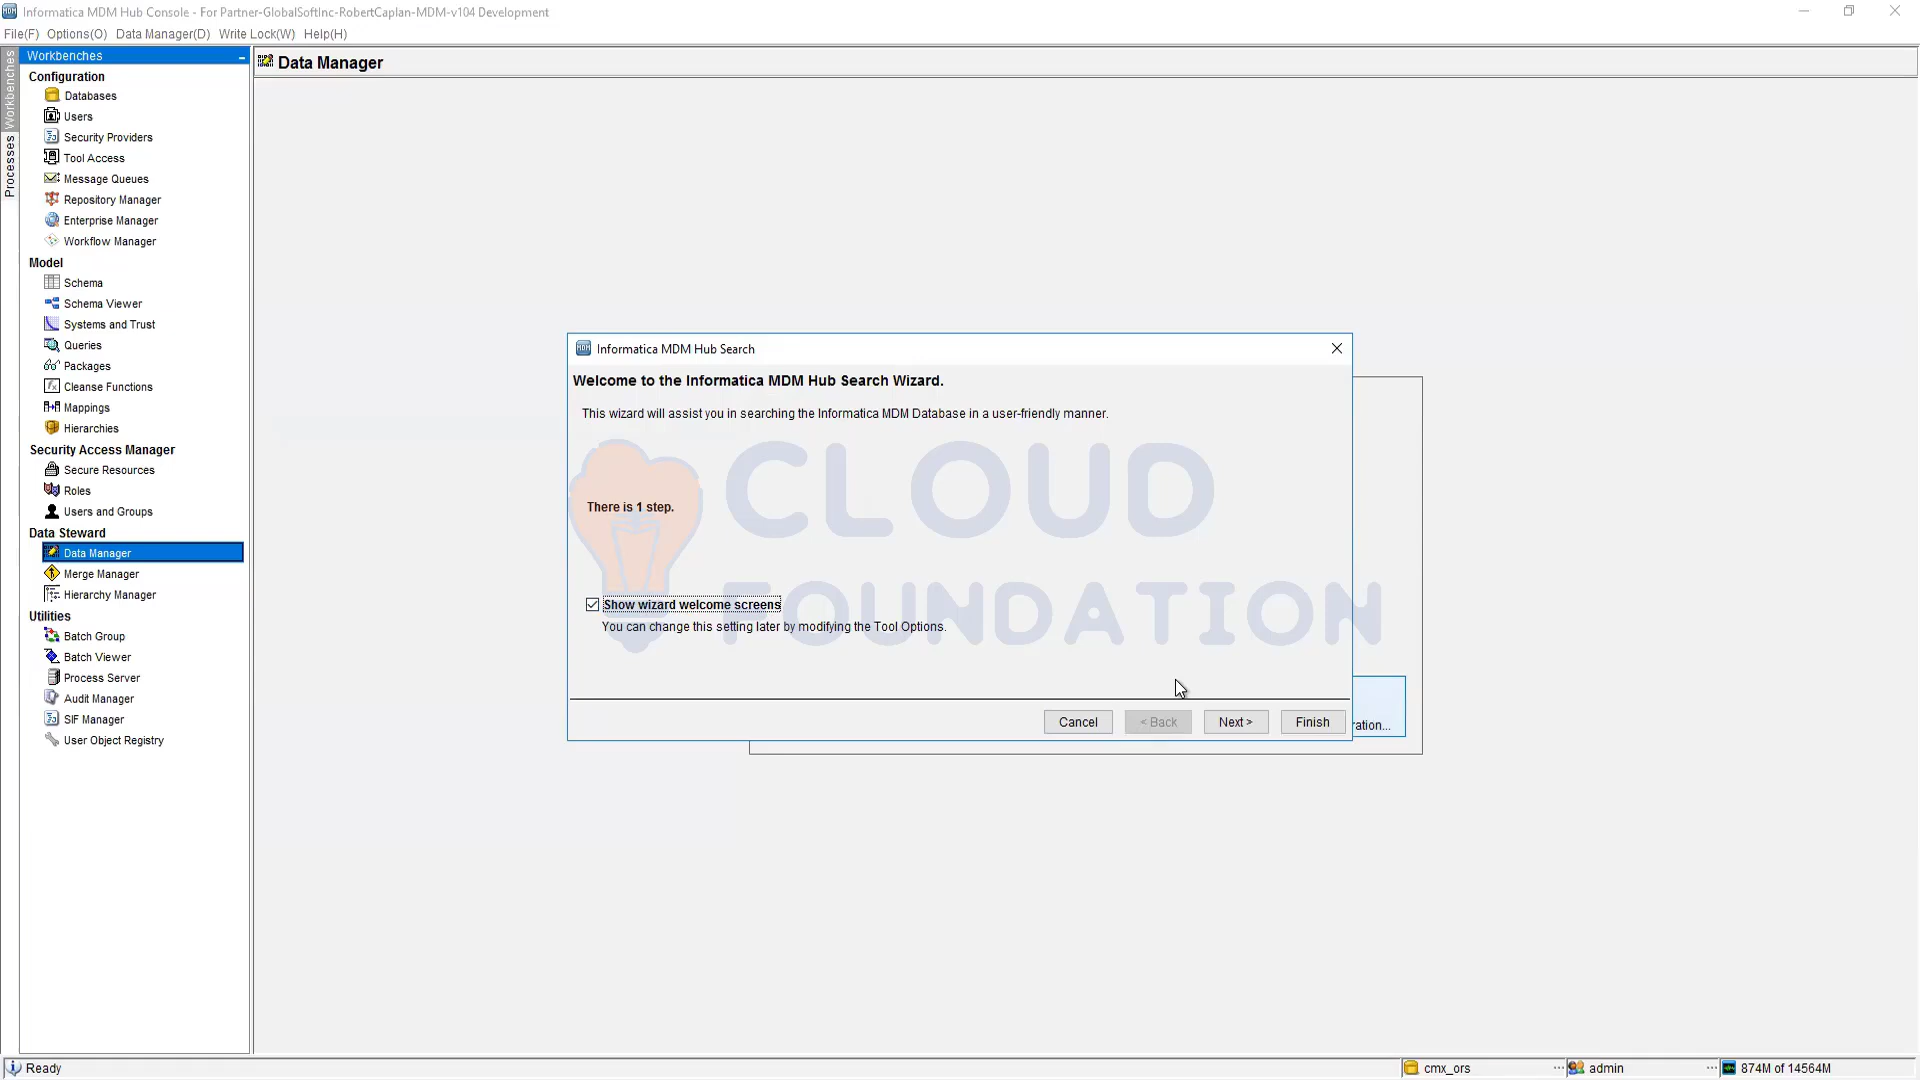 Informatica MDM Hub Console - For Partner-GlobalSoftInc-RobertCaplan-MDM-v104 Development
File(F) Options(O) Data Manager(D) Write Lock(W) Help(H)
Workbenches
Processes
Workbenches
Configuration
Databases
Users
Security Providers
Tool Access
Message Queues
Repository Manager
Enterprise Manager
Workflow Manager
Model
Schema
Schema Viewer
Systems and Trust
Queries
Packages
Cleanse Functions
Mappings
Hierarchies
Security Access Manager
Secure Resources
Roles
Users and Groups
Data Steward
Data Manager
Merge Manager
Hierarchy Manager
Utilities
Batch Group
Batch Viewer
Process Server
Audit Manager
SIF Manager
User Object Registry
Data Manager
Informatica MDM Hub Search
Welcome to the Informatica MDM Hub Search Wizard.
This wizard will assist you in searching the Informatica MDM Database in a user-friendly manner.
CLOUD
There is 1 step.
FOUNDATION
Show wizard welcome screens
You can change this setting later by modifying the Tool Options.
Cancel < Back Next > Finish
ation...
Ready
cmx_ors ... admin ... 874M of 14564M